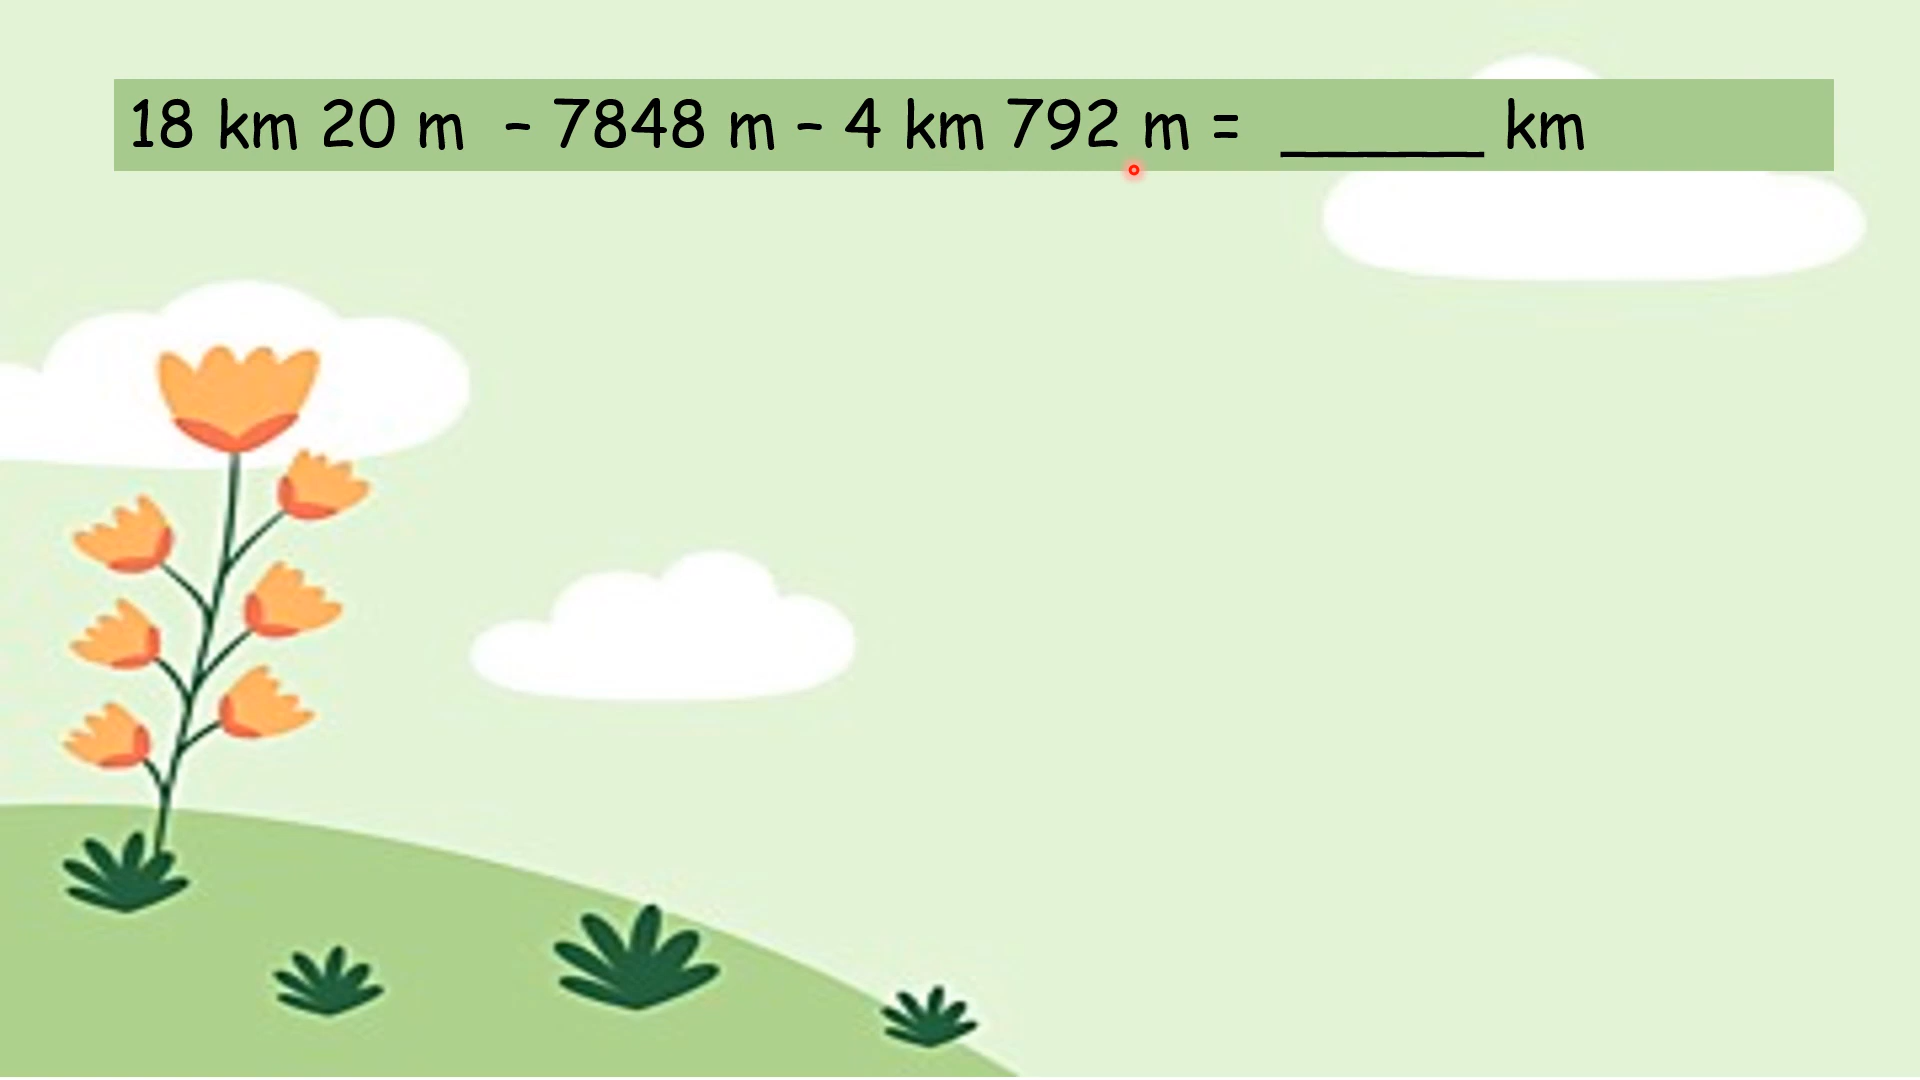 18 km 20 m – 7848 m – 4 km 792 m = ______ km